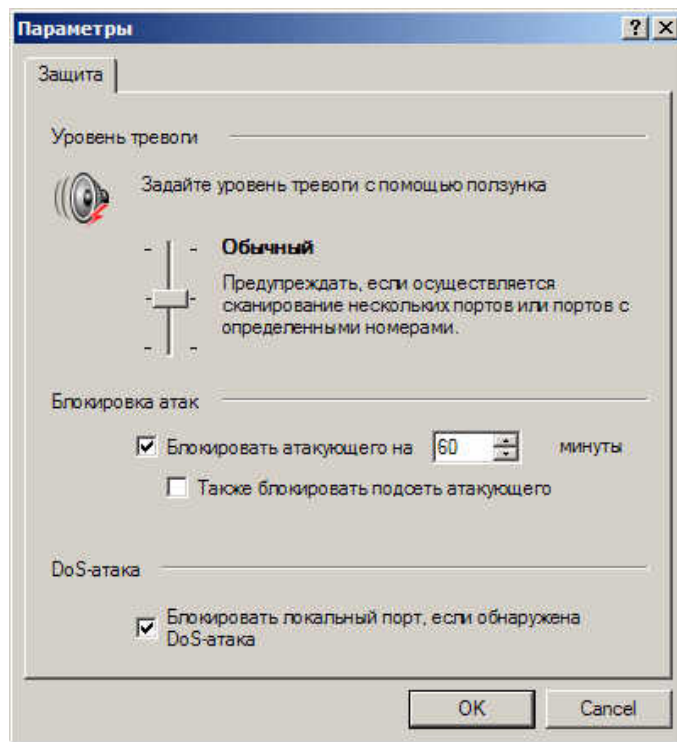 Параметры
Защита
Уровень тревоги
Задайте уровень тревоги с помощью ползунка
Обычный
Предупреждать, если осуществляется
сканирование нескольких портов или портов с
определенными номерами.
Блокировка атак
Блокировать атакующего на 60 минуты
Также блокировать подсеть атакующего
DoS-атака
Блокировать локальный порт, если обнаружена
DoS-атака
OK Cancel